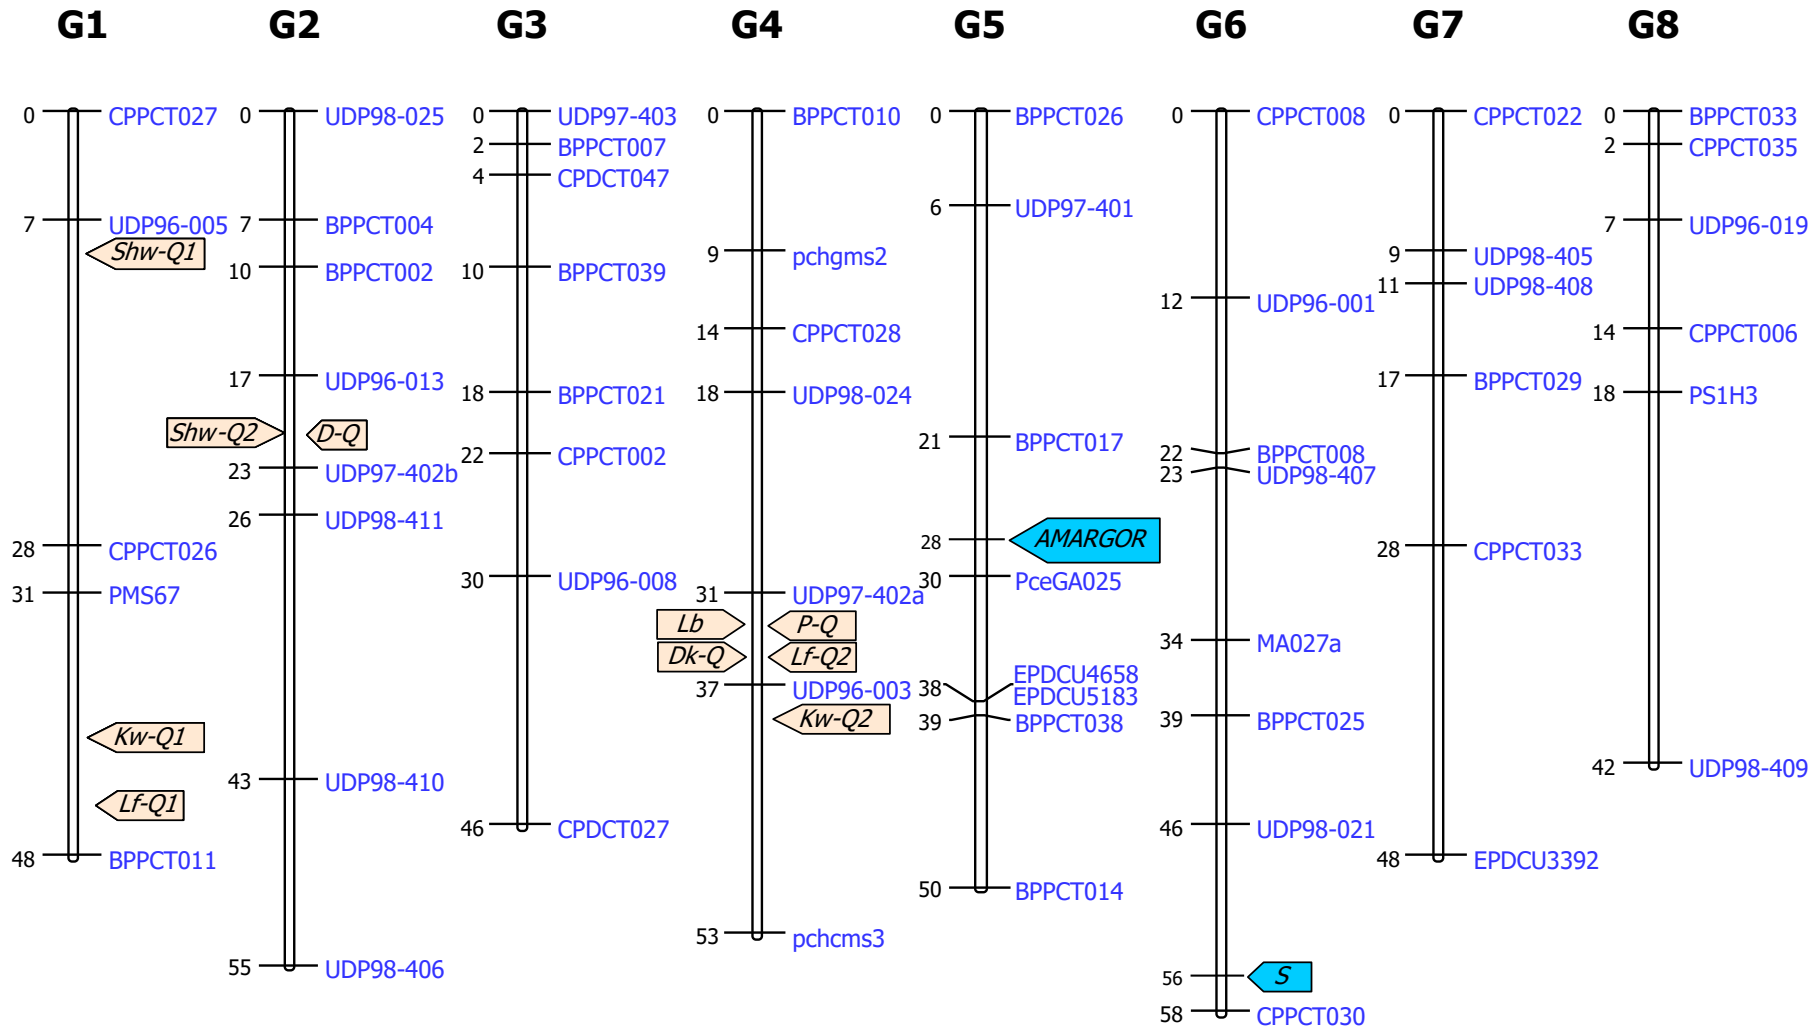 G1 G2 G3 G4 G5 G6 G7 G8
0 CPPCT027
7 UDP96-005
Shw-Q1
28 CPPCT026
31 PMS67
Kw-Q1
Lf-Q1
48 BPPCT011
0 UDP98-025
7 BPPCT004
10 BPPCT002
17 UDP96-013
Shw-Q2 D-Q
23 UDP97-402b
26 UDP98-411
43 UDP98-410
55 UDP98-406
0 UDP97-403
2 BPPCT007
4 CPDCT047
10 BPPCT039
18 BPPCT021
22 CPPCT002
30 UDP96-008
46 CPDCT027
0 BPPCT010
9 pchgms2
14 CPPCT028
18 UDP98-024
31 UDP97-402a
Lb P-Q
Dk-Q Lf-Q2
37 UDP96-003
Kw-Q2
53 pchcms3
0 BPPCT026
6 UDP97-401
21 BPPCT017
28 AMARGOR
30 PceGA025
38 EPDCU4658
EPDCU5183
39 BPPCT038
50 BPPCT014
0 CPPCT008
12 UDP96-001
22 BPPCT008
23 UDP98-407
34 MA027a
39 BPPCT025
46 UDP98-021
56 S
58 CPPCT030
0 CPPCT022
9 UDP98-405
11 UDP98-408
17 BPPCT029
28 CPPCT033
48 EPDCU3392
0 BPPCT033
2 CPPCT035
7 UDP96-019
14 CPPCT006
18 PS1H3
42 UDP98-409